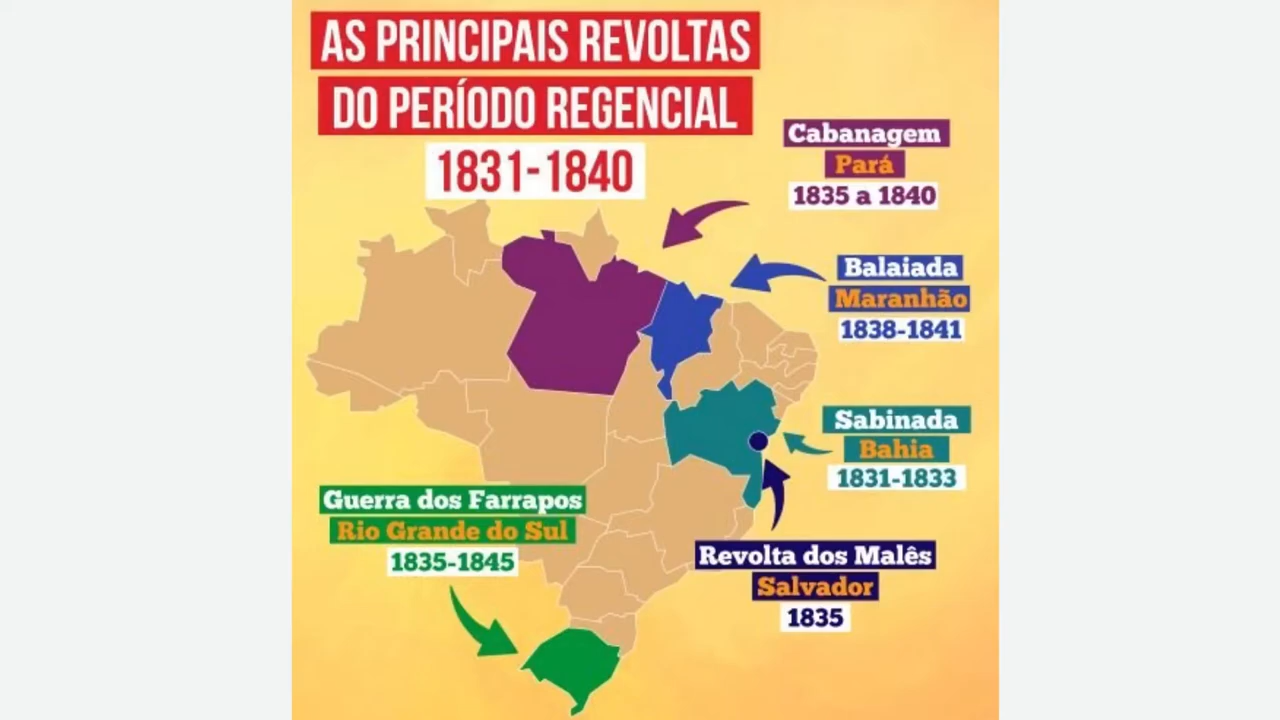 AS PRINCIPAIS REVOLTAS
DO PERÍODO REGENCIAL
1831-1840
Cabanagem
Pará
1835 a 1840
Balaiada
Maranhão
1838-1841
Sabinada
Bahia
1831-1833
Guerra dos Farrapos
Rio Grande do Sul
1835-1845
Revolta dos Malês
Salvador
1835